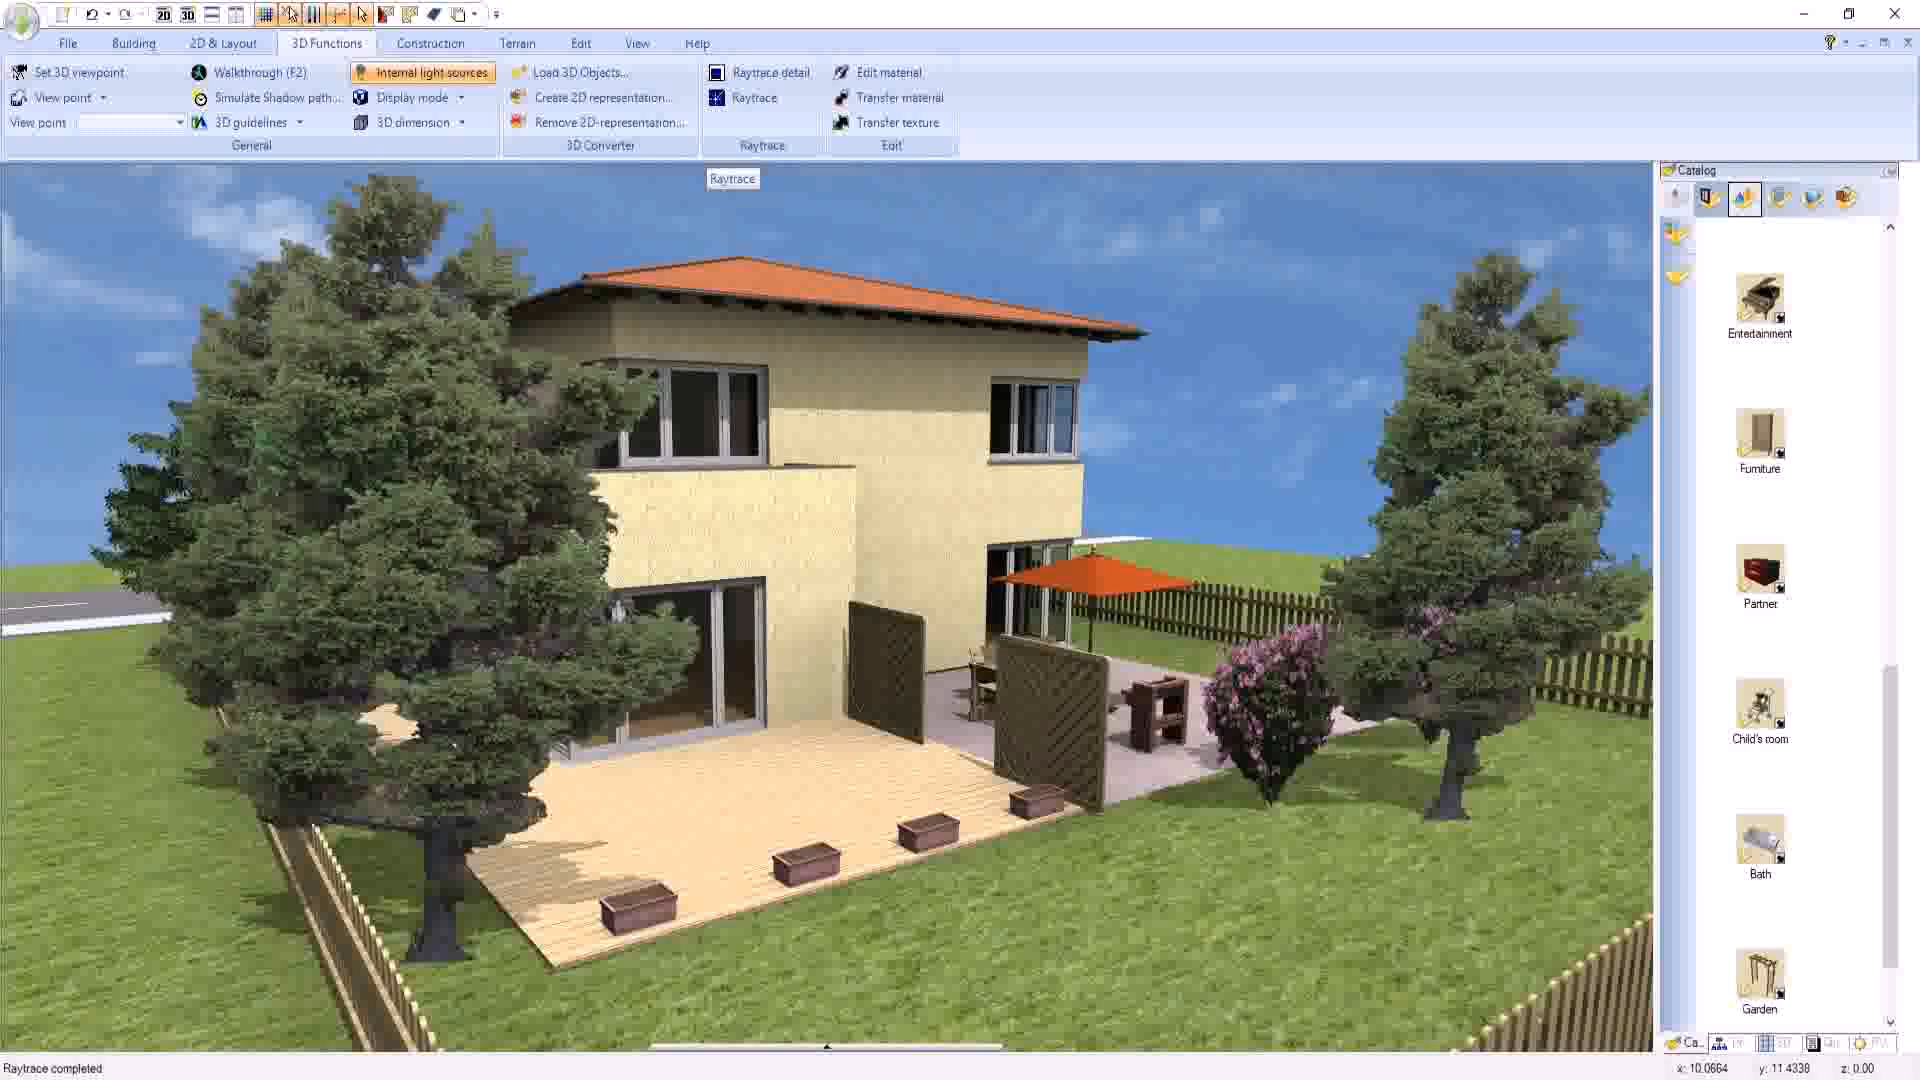 2D 3D
File Building 2D & Layout 3D Functions Construction Terrain Edit View Help
Set 3D viewpoint Walkthrough (F2) Internal light sources Load 3D Objects... Raytrace detail Edit material
View point Simulate Shadow path... Display mode Create 2D representation... Raytrace Transfer material
View point 3D guidelines 3D dimension Remove 2D-representation... Transfer texture
General 3D Converter Raytrace Edit
Raytrace
Catalog
Entertainment
Furniture
Partner
Child's room
Bath
Garden
Ca...
Raytrace completed x: 10.0664 y: 11.4338 z: 0.00